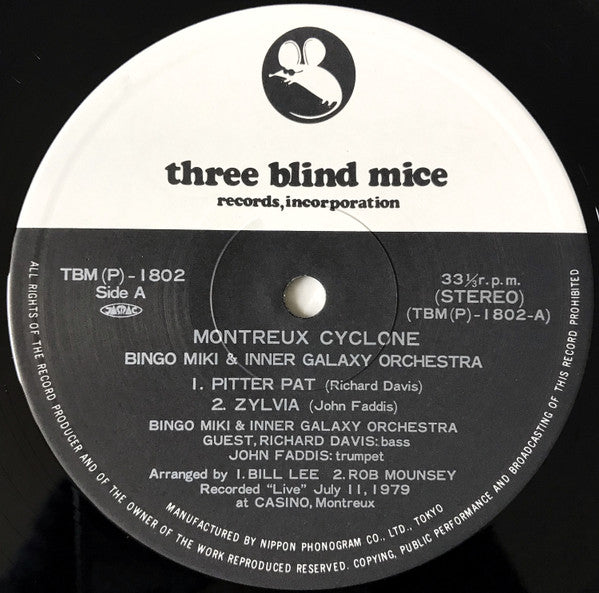 three blind mice
records, incorporation
TBM (P) - 1802
Side A
JASRAC
33⅓ r.p.m.
(STEREO)
(TBM (P) - 1802-A)
MONTREUX CYCLONE
BINGO MIKI & INNER GALAXY ORCHESTRA
1. PITTER PAT (Richard Davis)
2. ZYLVIA (John Faddis)
BINGO MIKI & INNER GALAXY ORCHESTRA
GUEST, RICHARD DAVIS: bass
JOHN FADDIS: trumpet
Arranged by 1. BILL LEE 2. ROB MOUNSEY
Recorded "Live" July 11, 1979
at CASINO, Montreux
MANUFACTURED BY NIPPON PHONOGRAM CO., LTD., TOKYO
ALL RIGHTS OF THE RECORD PRODUCER AND OF THE OWNER OF THE WORK REPRODUCED RESERVED. COPYING, PUBLIC PERFORMANCE AND BROADCASTING OF THIS RECORD PROHIBITED